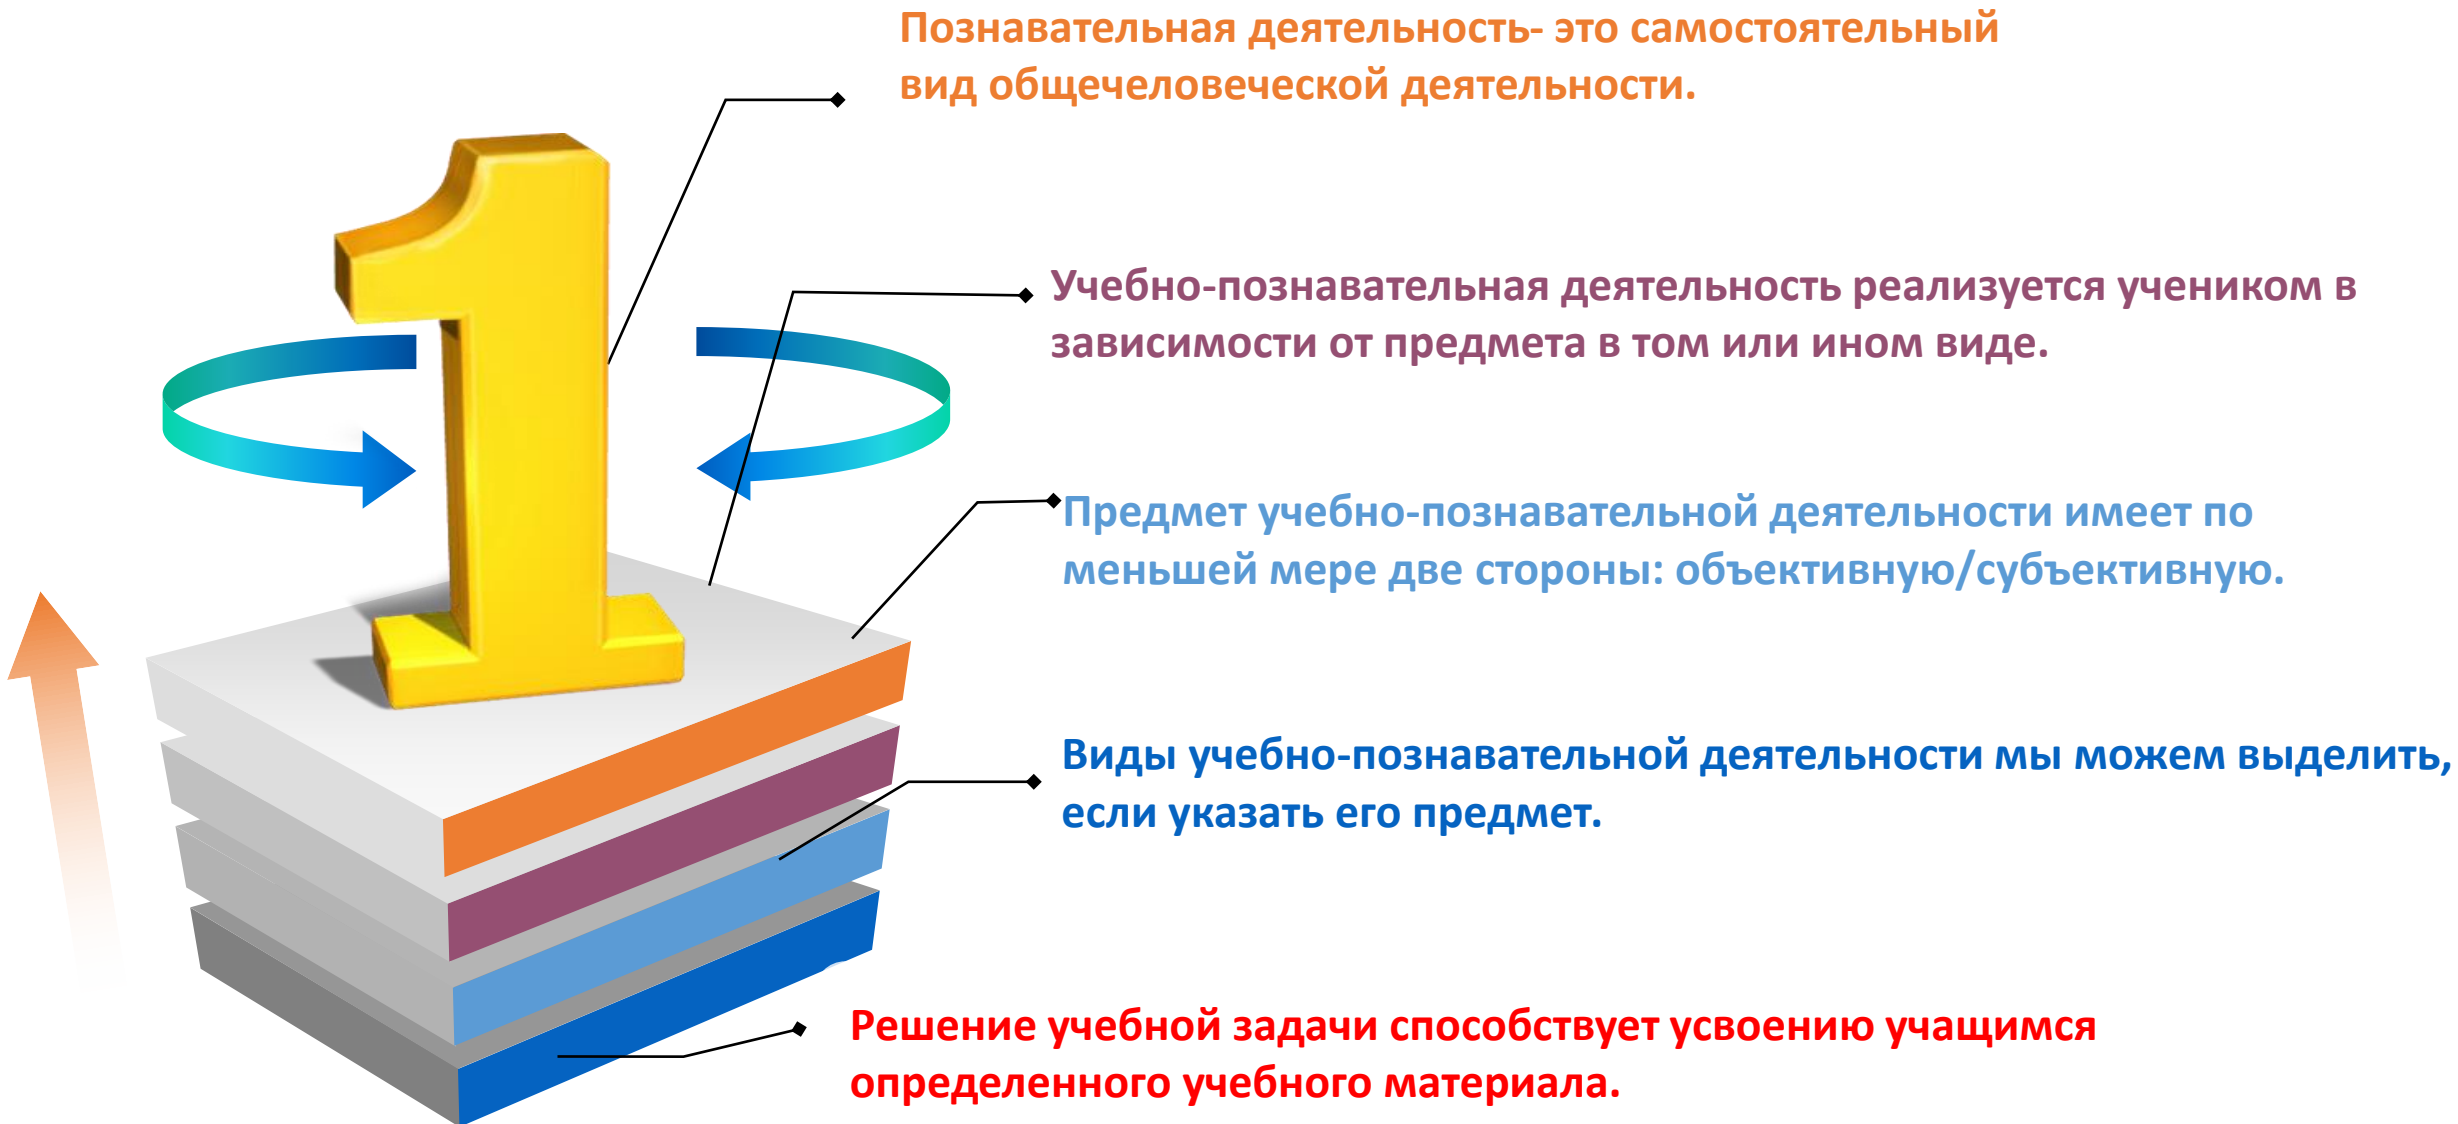 Познавательная деятельность- это самостоятельный
вид общечеловеческой деятельности.
1
Учебно-познавательная деятельность реализуется учеником в
зависимости от предмета в том или ином виде.
Предмет учебно-познавательной деятельности имеет по
меньшей мере две стороны: объективную/субъективную.
Виды учебно-познавательной деятельности мы можем выделить,
если указать его предмет.
Решение учебной задачи способствует усвоению учащимся
определенного учебного материала.